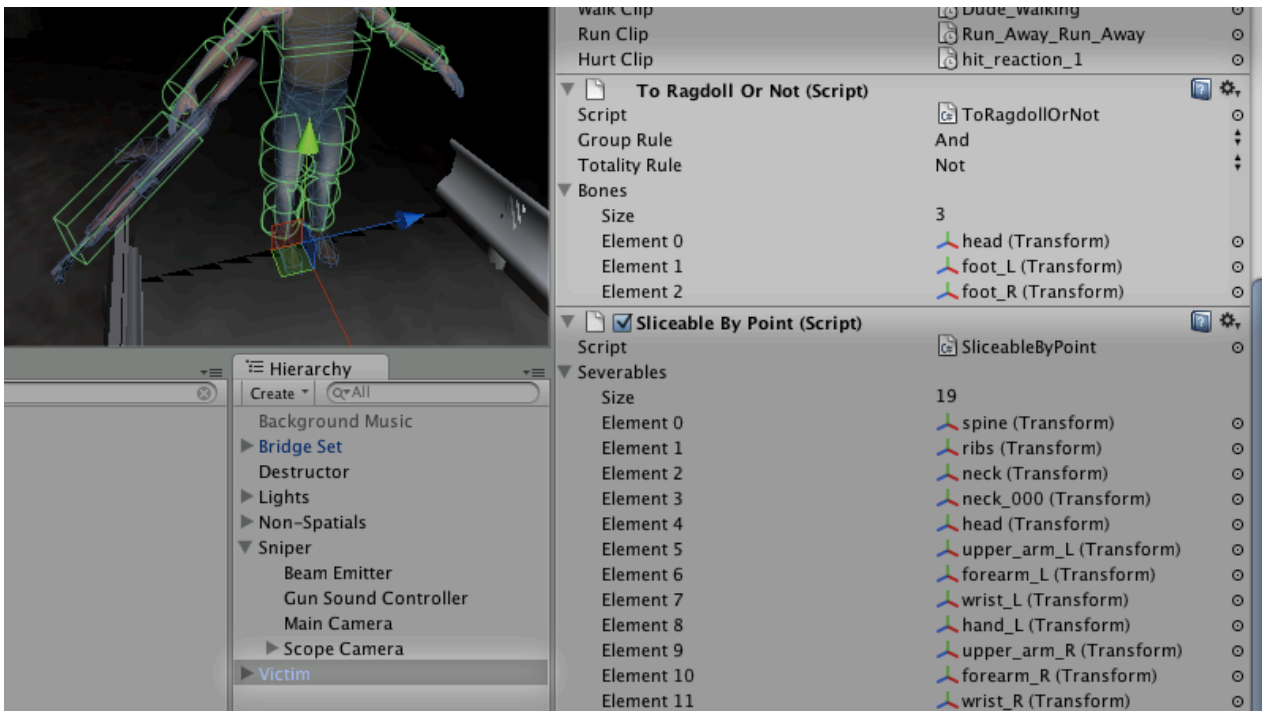 Walk Clip Dude_Walking
Run Clip Run_Away_Run_Away
Hurt Clip hit_reaction_1
To Ragdoll Or Not (Script)
Script ToRagdollOrNot
Group Rule And
Totality Rule Not
Bones
Size 3
Element 0 head (Transform)
Element 1 foot_L (Transform)
Element 2 foot_R (Transform)
Sliceable By Point (Script)
Script SliceableByPoint
Severables
Size 19
Element 0 spine (Transform)
Element 1 ribs (Transform)
Element 2 neck (Transform)
Element 3 neck_000 (Transform)
Element 4 head (Transform)
Element 5 upper_arm_L (Transform)
Element 6 forearm_L (Transform)
Element 7 wrist_L (Transform)
Element 8 hand_L (Transform)
Element 9 upper_arm_R (Transform)
Element 10 forearm_R (Transform)
Element 11 wrist_R (Transform)
Hierarchy
Create All
Background Music
Bridge Set
Destructor
Lights
Non-Spatials
Sniper
Beam Emitter
Gun Sound Controller
Main Camera
Scope Camera
Victim